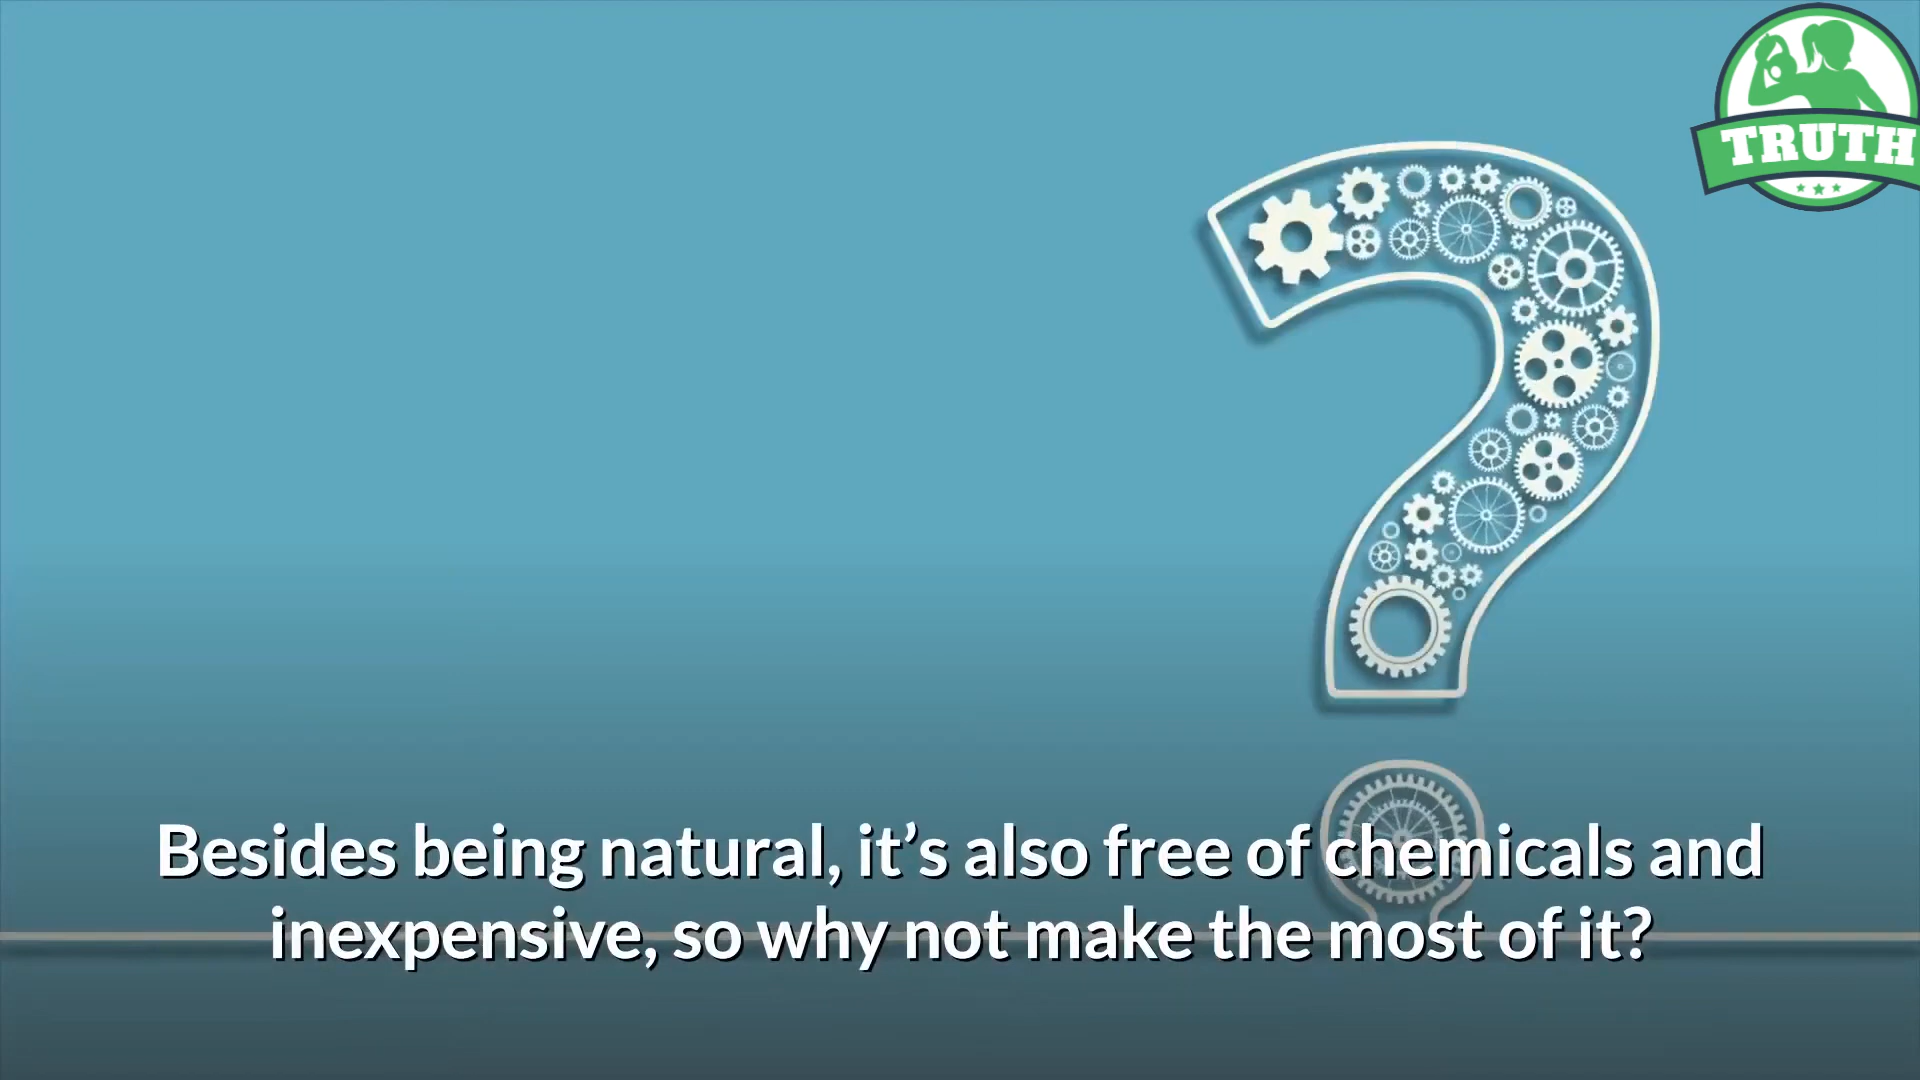 TRUTH
Besides being natural, it’s also free of chemicals and
inexpensive, so why not make the most of it?